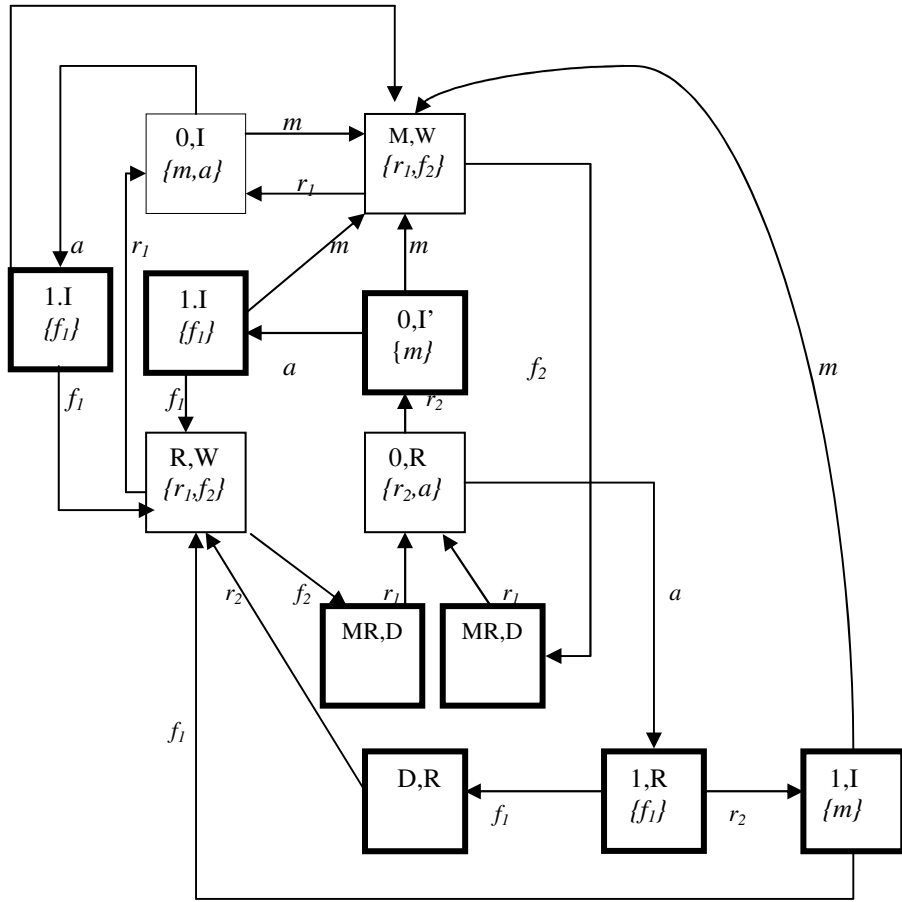 m
0,I
{m,a}
M,W
{r1,f2}
r1
a
r1
m
m
1.I
{f1}
1.I
{f1}
0,I’
{m}
a
f2
m
f1
f1
r2
R,W
{r1,f2}
0,R
{r2,a}
r2
f2
r1
r1
a
MR,D
MR,D
f1
D,R
1,R
{f1}
1,I
{m}
f1
r2